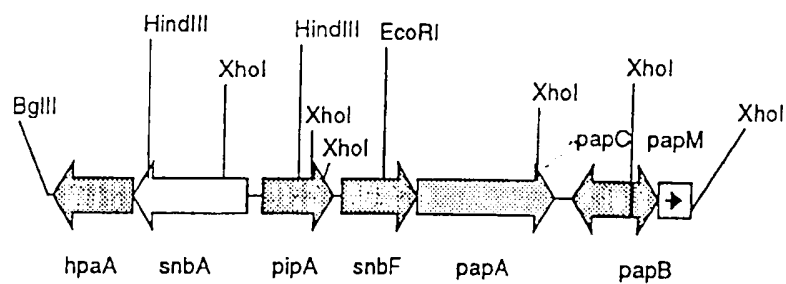 HindIII HindIII EcoRI
XhoI XhoI
BglII XhoI XhoI XhoI
XhoI papC papM
hpaA snbA pipA snbF papA papB